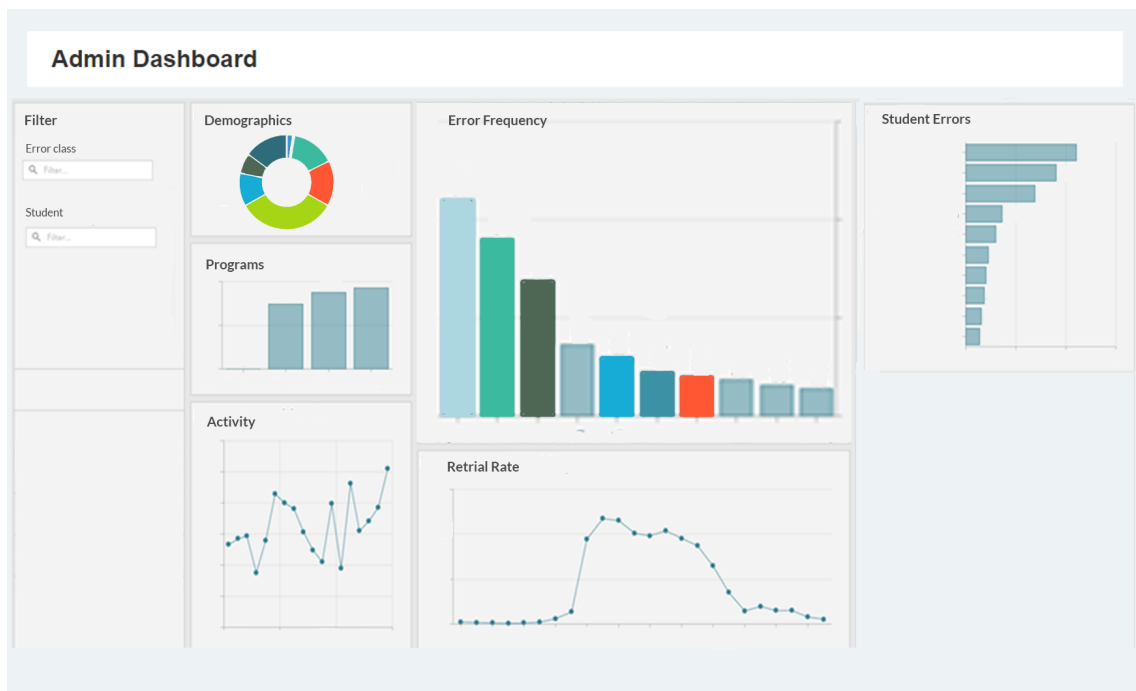 Admin Dashboard
Filter
Error class
Filter...
Student
Filter...
Demographics
Programs
Activity
Error Frequency
Retrial Rate
Student Errors